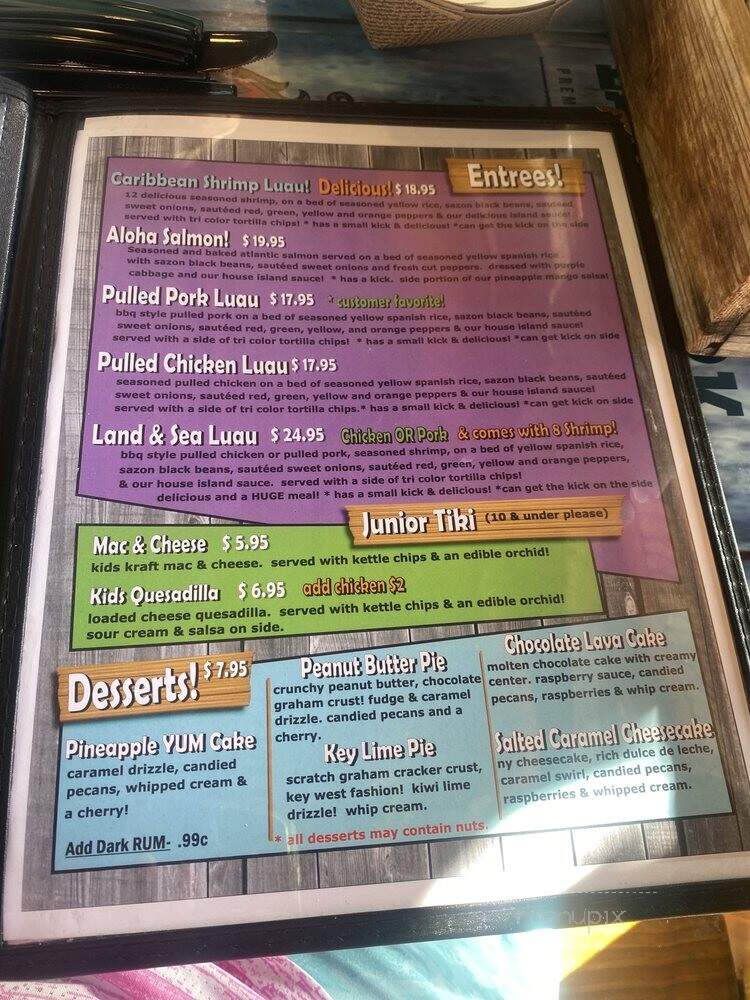 Entrees!
Caribbean Shrimp Luau! Delicious! $ 18.95
12 delicious seasoned shrimp, on a bed of seasoned yellow rice, sazon black beans, sautéed
sweet onions, sautéed red, green, yellow and orange peppers & our delicious island sauce!
served with tri color tortilla chips! * has a small kick & delicious! *can get the kick on the side
Aloha Salmon! $ 19.95
Seasoned and baked atlantic salmon served on a bed of seasoned yellow spanish rice
with sazon black beans, sautéed sweet onions and fresh cut peppers. dressed with purple
cabbage and our house island sauce! * has a kick. side portion of our pineapple mango salsa!
Pulled Pork Luau $ 17.95 * customer favorite!
bbq style pulled pork on a bed of seasoned yellow spanish rice, sazon black beans, sautéed
sweet onions, sautéed red, green, yellow, and orange peppers & our house island sauce!
served with a side of tri color tortilla chips! * has a small kick & delicious! *can get kick on side
Pulled Chicken Luau $ 17.95
seasoned pulled chicken on a bed of seasoned yellow spanish rice, sazon black beans, sautéed
sweet onions, sautéed red, green, yellow and orange peppers & our house island sauce!
served with a side of tri color tortilla chips.* has a small kick & delicious! *can get kick on side
Land & Sea Luau $ 24.95 Chicken OR Pork & comes with 8 Shrimp!
bbq style pulled chicken or pulled pork, seasoned shrimp, on a bed of yellow spanish rice,
sazon black beans, sautéed sweet onions, sautéed red, green, yellow and orange peppers,
& our house island sauce. served with a side of tri color tortilla chips!
delicious and a HUGE meal! * has a small kick & delicious! *can get the kick on the side
Junior Tiki (10 & under please)
Mac & Cheese $ 5.95
kids kraft mac & cheese. served with kettle chips & an edible orchid!
Kids Quesadilla $ 6.95 add chicken $2
loaded cheese quesadilla. served with kettle chips & an edible orchid!
sour cream & salsa on side.
Desserts! $ 7.95
Pineapple YUM Cake
caramel drizzle, candied
pecans, whipped cream &
a cherry!
Add Dark RUM- .99c
Peanut Butter Pie
crunchy peanut butter, chocolate
graham crust! fudge & caramel
drizzle. candied pecans and a
cherry.
Key Lime Pie
scratch graham cracker crust,
key west fashion! kiwi lime
drizzle! whip cream.
* all desserts may contain nuts.
Chocolate Lava Cake
molten chocolate cake with creamy
center. raspberry sauce, candied
pecans, raspberries & whip cream.
Salted Caramel Cheesecake
ny cheesecake, rich dulce de leche,
caramel swirl, candied pecans,
raspberries & whipped cream.